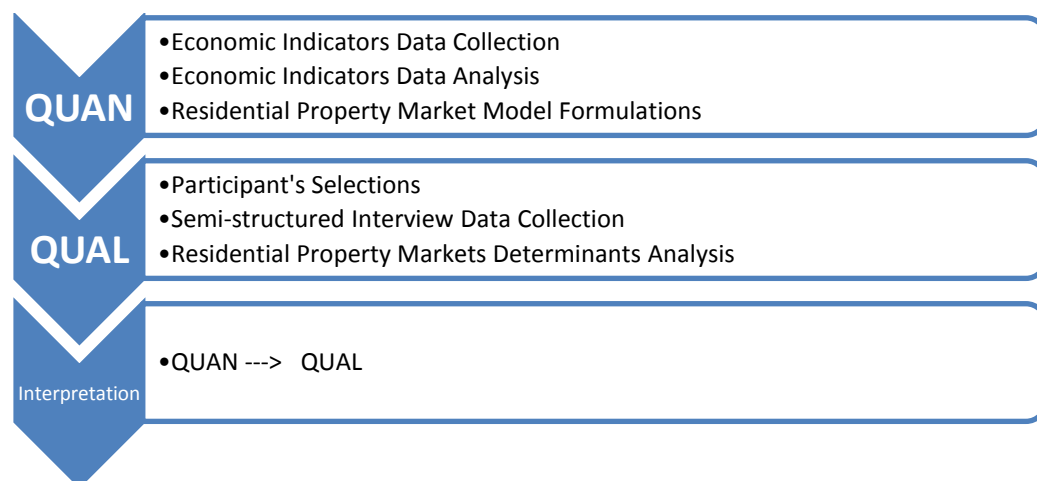 QUAN
•Economic Indicators Data Collection
•Economic Indicators Data Analysis
•Residential Property Market Model Formulations
QUAL
•Participant's Selections
•Semi-structured Interview Data Collection
•Residential Property Markets Determinants Analysis
Interpretation
•QUAN ---> QUAL